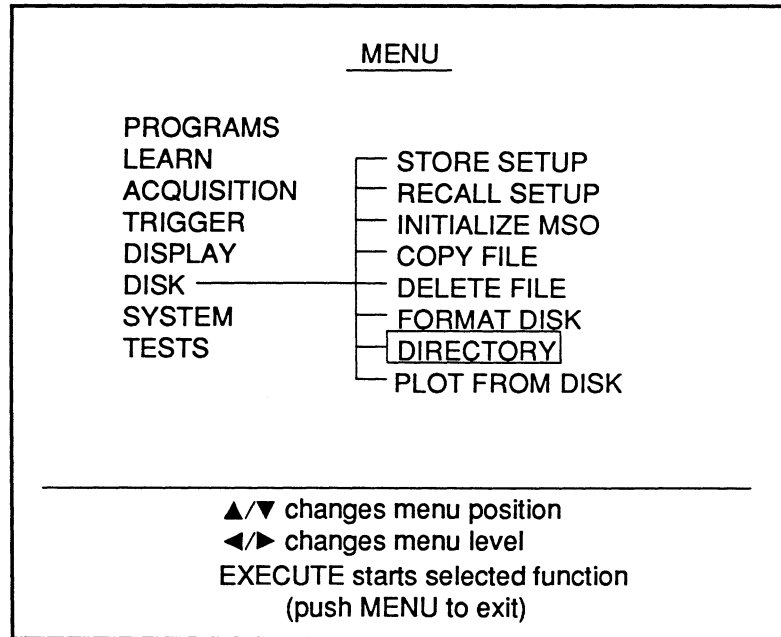 MENU
PROGRAMS
LEARN
ACQUISITION
TRIGGER
DISPLAY
DISK
SYSTEM
TESTS
STORE SETUP
RECALL SETUP
INITIALIZE MSO
COPY FILE
DELETE FILE
FORMAT DISK
DIRECTORY
PLOT FROM DISK
▲/▼ changes menu position
◄/► changes menu level
EXECUTE starts selected function
(push MENU to exit)